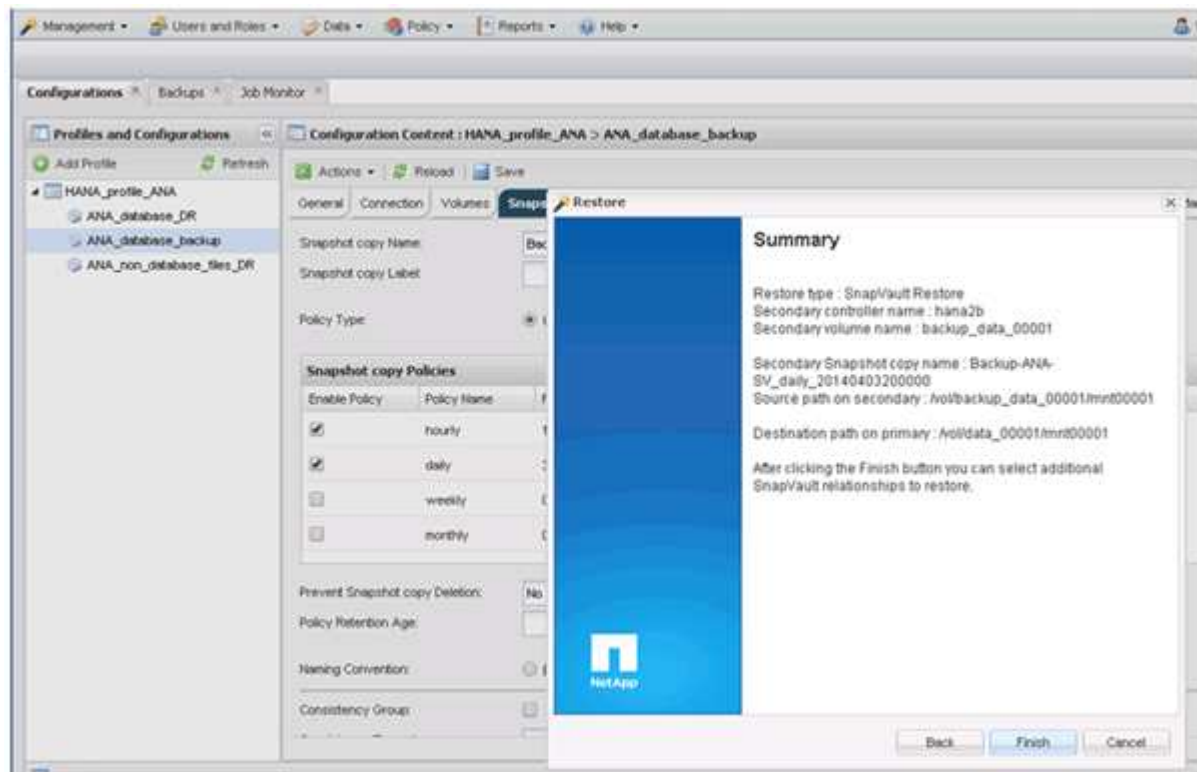 Management Users and Roles Data Policy Reports Help
Configurations Backups Job Monitor
Profiles and Configurations
Configuration Content : HANA_profile_ANA > ANA_database_backup
Add Profile Refresh
Actions Reload Save
HANA_profile_ANA
ANA_database_DR
ANA_database_backup
ANA_non_database_files_DR
General Connection Volumes
Snapshot copy Name:
Snapshot copy Label:
Policy Type:
Snapshot copy Policies
Enable Policy Policy Name
hourly
daily
weekly
monthly
Prevent Snapshot copy Deletion: No
Policy Retention Age:
Naming Convention:
Consistency Group:
Restore
Summary
Restore type : SnapVault Restore
Secondary controller name : hana2b
Secondary volume name : backup_data_00001
Secondary Snapshot copy name : Backup-ANA-
SV_daily_20140403200000
Source path on secondary : /vol/backup_data_00001/mnt00001
Destination path on primary : /vol/data_00001/mnt00001
After clicking the Finish button you can select additional
SnapVault relationships to restore.
NetApp
Back Finish Cancel